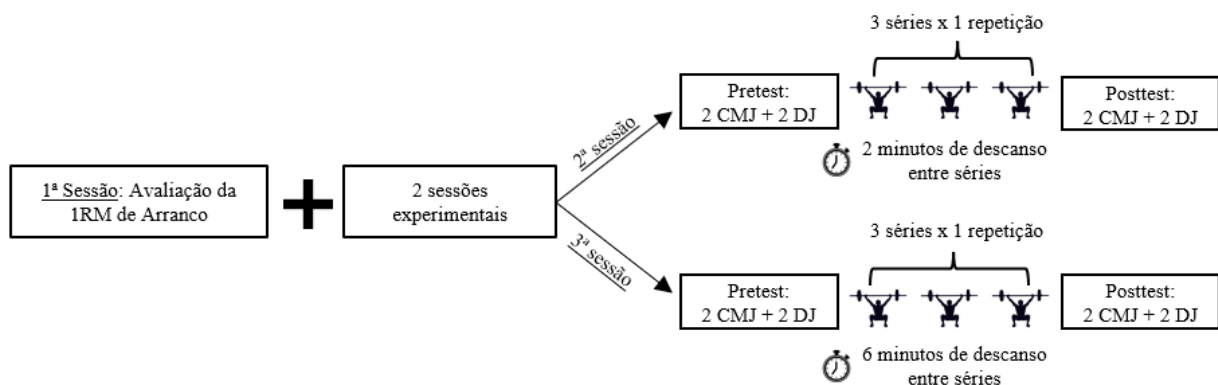 1ª Sessão: Avaliação da
1RM de Arranco
2 sessões
experimentais
2ª sessão
3 séries x 1 repetição
Pretest:
2 CMJ + 2 DJ
Posttest:
2 CMJ + 2 DJ
2 minutos de descanso
entre séries
3ª sessão
3 séries x 1 repetição
Pretest:
2 CMJ + 2 DJ
Posttest:
2 CMJ + 2 DJ
6 minutos de descanso
entre séries